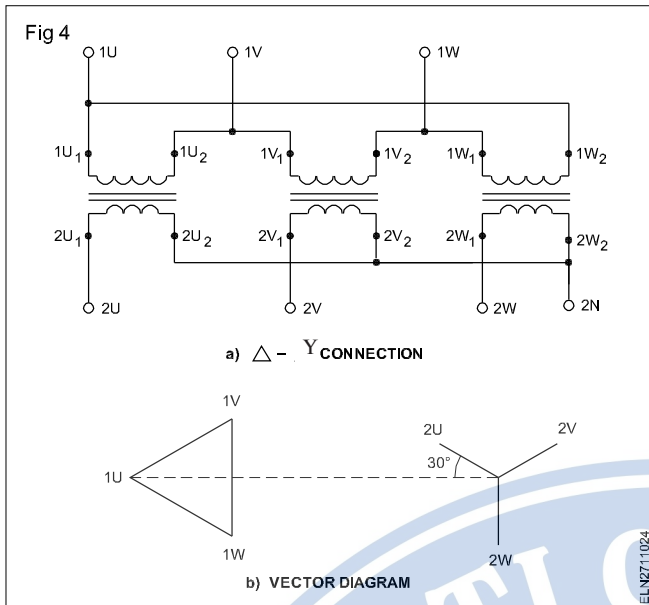 Fig 4
1U 1V 1W
1U1 1U2 1V1 1V2 1W1 1W2
2U1 2U2 2V1 2V2 2W1 2W2
2U 2V 2W 2N
a) △ – Y CONNECTION
1V
2U 2V
30°
1U
1W
2W
b) VECTOR DIAGRAM
ELN2711024